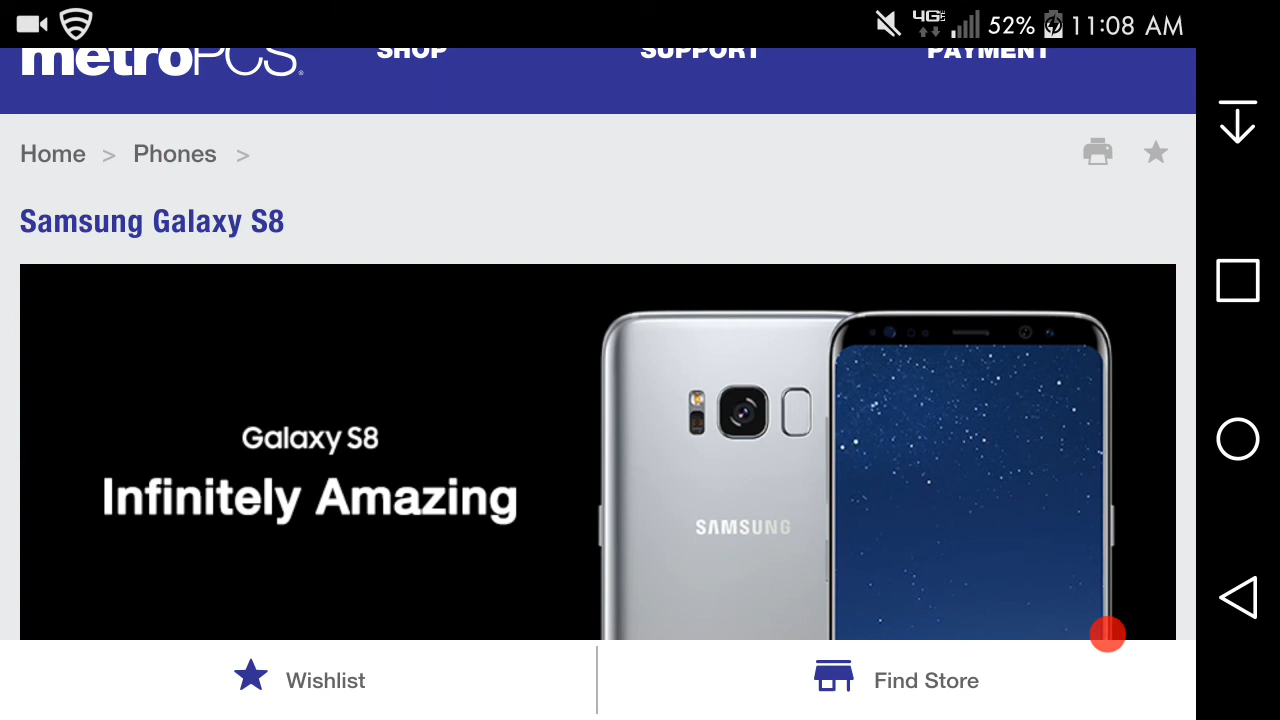 4G LTE 52% 11:08 AM
metroPCS. SHOP SUPPORT PAYMENT
Home > Phones >
Samsung Galaxy S8
Galaxy S8
Infinitely Amazing
SAMSUNG
Wishlist Find Store